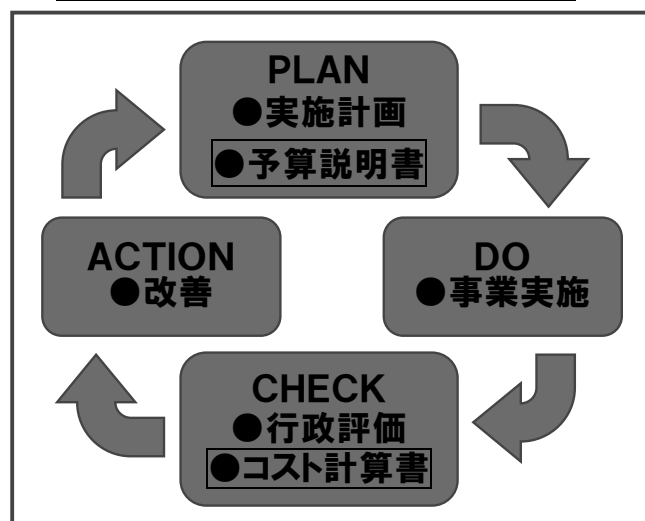 PLAN
●実施計画
●予算説明書
ACTION
●改善
DO
●事業実施
CHECK
●行政評価
●コスト計算書